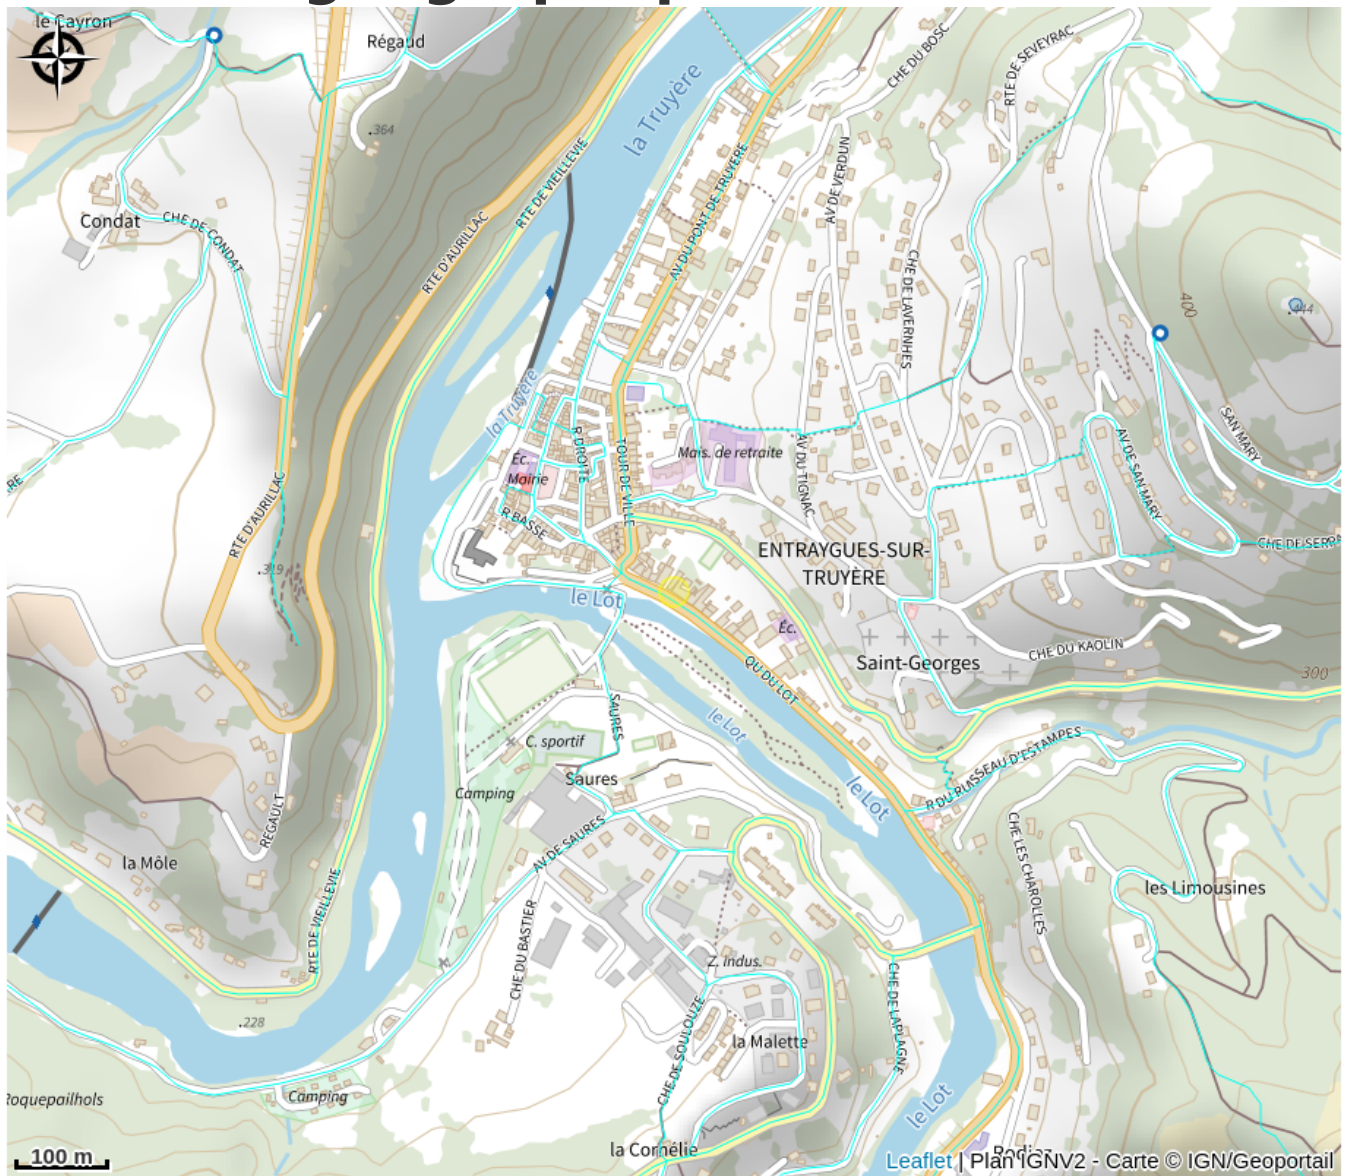 le Cayron
Régaud
la Truyère
CHE DU BOSC
RTE DE SEVEYRAC
.364
RTE DE VIEILLEVIE
AV DU PONT DE TRUYÈRE
AV DE VERDUN
Condat
CHE DE CONDAT
RTE D'AURILLAC
CHE DE LAVERNHES
400
.444
la Truyère
R DROITE
TOUR DE VILLE
Mais. de retraite
AV DU TIGNAC
AV DE SAN MARY
SAN MARY
Éc.
Mairie
R BASSE
RTE D'AURILLAC
ENTRAYGUES-SUR-
TRUYÈRE
CHE DE SERRA
.319
le Lot
Éc.
Saint-Georges
CHE DU KAOLIN
300
QU DU LOT
SAURES
le Lot
C. sportif
Saures
Camping
le Lot
R DU RIASSEAU D'ESTAMPES
REGAULT
AV DE SAURES
CHE LES CHAROLLES
la Môle
les Limousines
RTE DE VIEILLEVIE
CHE DU BASTIER
Z. indus.
CHE DE LAPLAGNE
.228
CHE DE SOULOUZE
la Malette
Roquepailhols
Camping
le Lot
la Cornélie
100 m
Leaflet | Plan IGNV2 - Carte © IGN/Geoportail